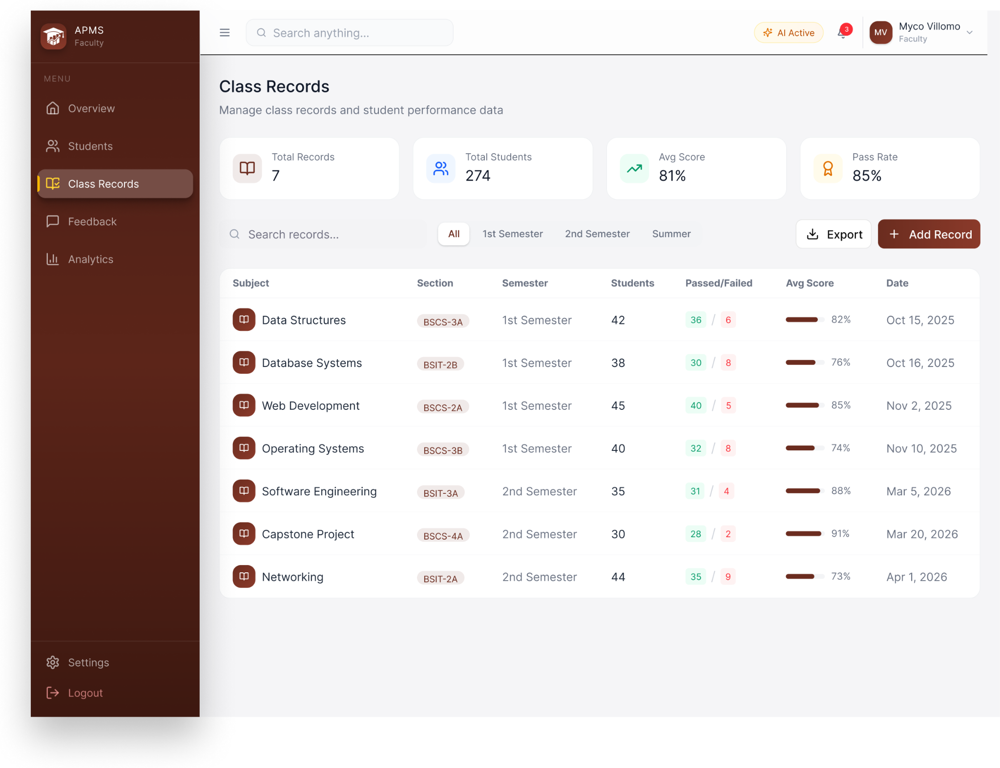 APMS
Faculty
MENU
Overview
Students
Class Records
Feedback
Analytics
Settings
Logout
Search anything...
AI Active
3
MV
Myco Villomo
Faculty
Class Records
Manage class records and student performance data
Total Records
7
Total Students
274
Avg Score
81%
Pass Rate
85%
Search records...
All 1st Semester 2nd Semester Summer
Export
+ Add Record
Subject Section Semester Students Passed/Failed Avg Score Date
Data Structures BSCS-3A 1st Semester 42 36 / 6 82% Oct 15, 2025
Database Systems BSIT-2B 1st Semester 38 30 / 8 76% Oct 16, 2025
Web Development BSCS-2A 1st Semester 45 40 / 5 85% Nov 2, 2025
Operating Systems BSCS-3B 1st Semester 40 32 / 8 74% Nov 10, 2025
Software Engineering BSIT-3A 2nd Semester 35 31 / 4 88% Mar 5, 2026
Capstone Project BSCS-4A 2nd Semester 30 28 / 2 91% Mar 20, 2026
Networking BSIT-2A 2nd Semester 44 35 / 9 73% Apr 1, 2026